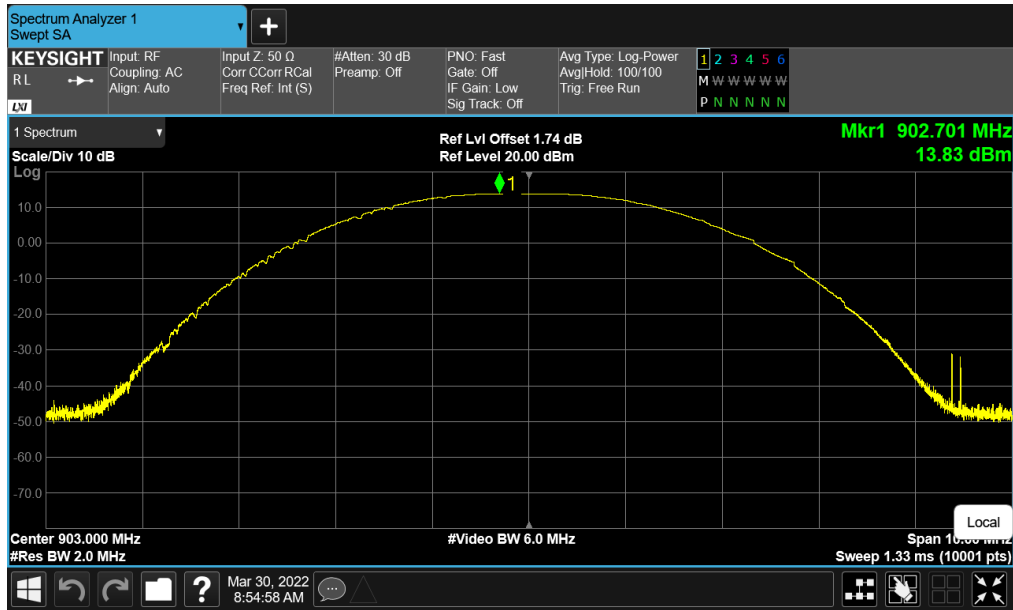 Spectrum Analyzer 1
Swept SA
+
KEYSIGHT
R L
LXI
Input: RF
Coupling: AC
Align: Auto
Input Z: 50 Ω
Corr CCorr RCal
Freq Ref: Int (S)
#Atten: 30 dB
Preamp: Off
PNO: Fast
Gate: Off
IF Gain: Low
Sig Track: Off
Avg Type: Log-Power
Avg|Hold: 100/100
Trig: Free Run
1 2 3 4 5 6
M W W W W W
P N N N N N
1 Spectrum
Scale/Div 10 dB
Log
Ref Lvl Offset 1.74 dB
Ref Level 20.00 dBm
Mkr1 902.701 MHz
13.83 dBm
1
10.0
0.00
-10.0
-20.0
-30.0
-40.0
-50.0
-60.0
-70.0
Local
Center 903.000 MHz
#Video BW 6.0 MHz
Span
#Res BW 2.0 MHz
Sweep 1.33 ms (10001 pts)
?
Mar 30, 2022
8:54:58 AM